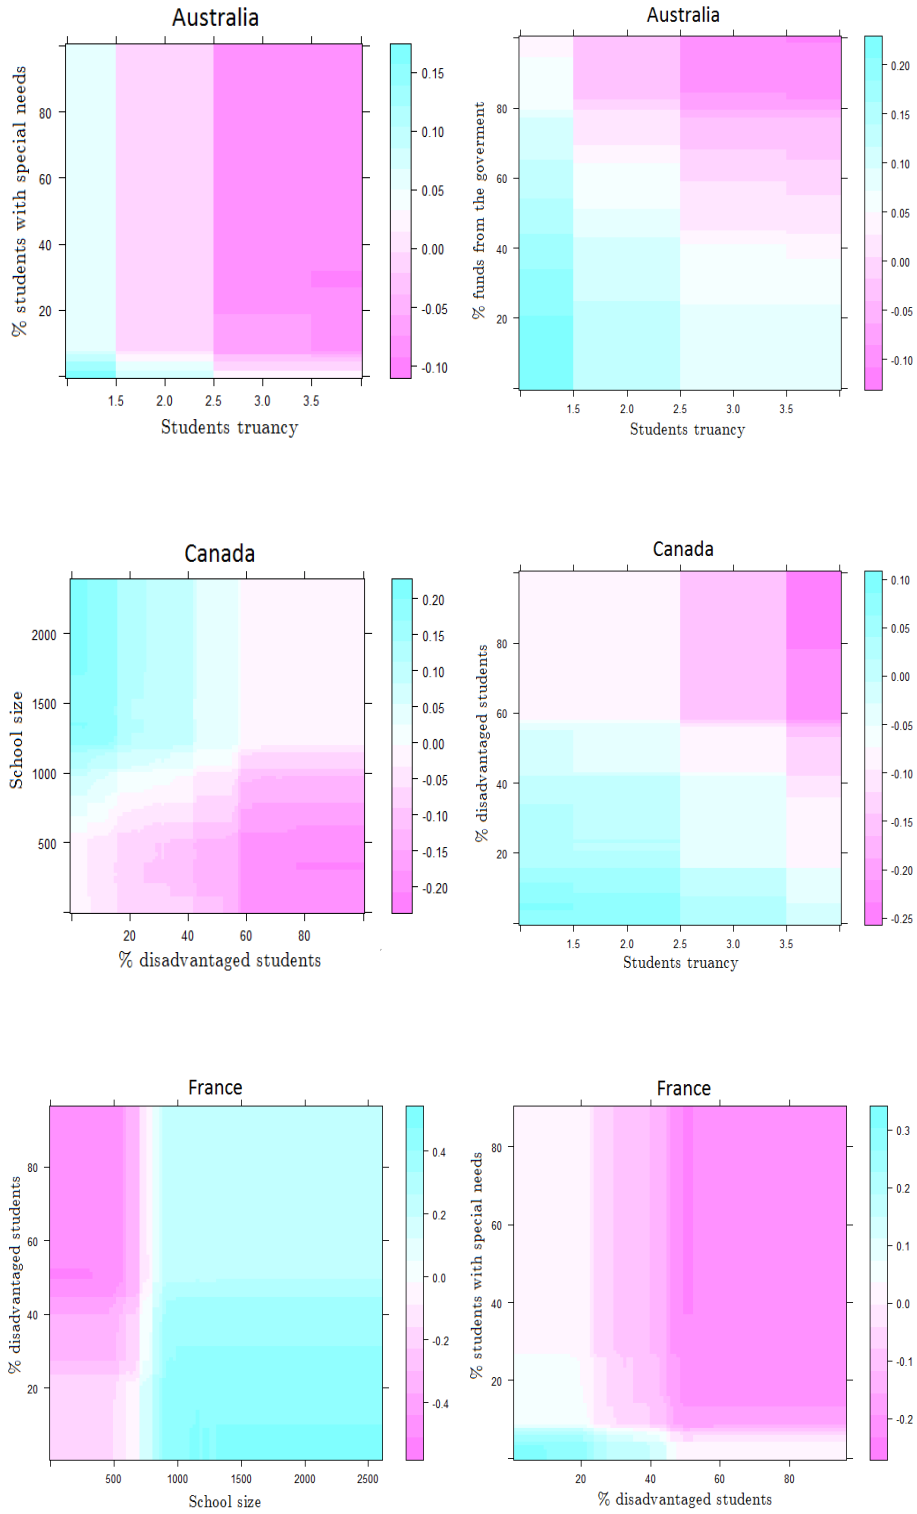 Australia
% students with special needs
80
60
40
20
1.5 2.0 2.5 3.0 3.5
Students truancy
0.15
0.10
0.05
0.00
-0.05
-0.10
Australia
% funds from the goverment
80
60
40
20
1.5 2.0 2.5 3.0 3.5
Students truancy
0.20
0.15
0.10
0.05
0.00
-0.05
-0.10
Canada
School size
2000
1500
1000
500
20 40 60 80
% disadvantaged students
0.20
0.15
0.10
0.05
0.00
-0.05
-0.10
-0.15
-0.20
Canada
% disadvantaged students
80
60
40
20
1.5 2.0 2.5 3.0 3.5
Students truancy
0.10
0.05
0.00
-0.05
-0.10
-0.15
-0.20
-0.25
France
% disadvantaged students
80
60
40
20
500 1000 1500 2000 2500
School size
0.4
0.2
0.0
-0.2
-0.4
France
% students with special needs
80
60
40
20
20 40 60 80
% disadvantaged students
0.3
0.2
0.1
0.0
-0.1
-0.2